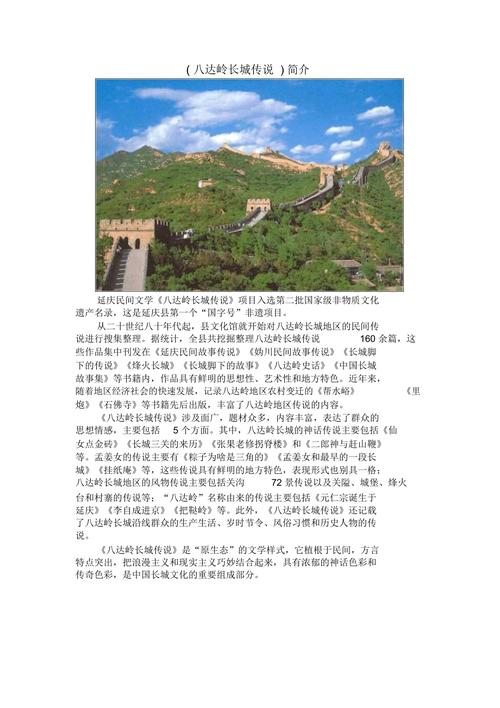 ( 八达岭长城传说 ) 简介
延庆民间文学《八达岭长城传说》项目入选第二批国家级非物质文化
遗产名录，这是延庆县第一个“国字号”非遗项目。
从二十世纪八十年代起，县文化馆就开始对八达岭长城地区的民间传
说进行搜集整理。据统计，全县共挖掘整理八达岭长城传说 160 余篇，这
些作品集中刊发在《延庆民间故事传说》《妫川民间故事传说》《长城脚
下的传说》《烽火长城》《长城脚下的故事》《八达岭史话》《中国长城
故事集》等书籍内，作品具有鲜明的思想性、艺术性和地方特色。近年来，
随着地区经济社会的快速发展，记录八达岭地区农村变迁的《帮水峪》 《里
炮》《石佛寺》等书籍先后出版，丰富了八达岭地区传说的内容。
《八达岭长城传说》涉及面广，题材众多，内容丰富，表达了群众的
思想情感，主要包括 5 个方面。其中，八达岭长城的神话传说主要包括《仙
女点金砖》《长城三关的来历》《张果老修拐脊楼》和《二郎神与赶山鞭》
等。孟姜女的传说主要有《粽子为啥是三角的》《孟姜女和最早的一段长
城》《挂纸庵》等，这些传说具有鲜明的地方特色，表现形式也别具一格；
八达岭长城地区的风物传说主要包括关沟 72 景传说以及关隘、城堡、烽火
台和村寨的传说等；“八达岭”名称由来的传说主要包括《元仁宗诞生于
延庆》《李自成进京》《把鞑岭》等。此外，《八达岭长城传说》还记载
了八达岭长城沿线群众的生产生活、岁时节令、风俗习惯和历史人物的传
说。
《八达岭长城传说》是“原生态”的文学样式，它植根于民间，方言
特点突出，把浪漫主义和现实主义巧妙结合起来，具有浓郁的神话色彩和
传奇色彩，是中国长城文化的重要组成部分。